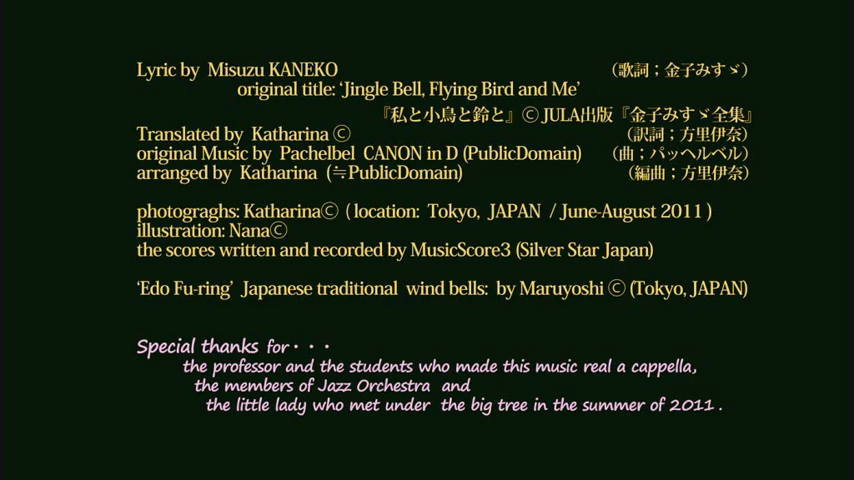 Lyric by Misuzu KANEKO (歌詞；金子みすゞ)
original title: ‘Jingle Bell, Flying Bird and Me’
『私と小鳥と鈴と』Ⓒ JULA出版『金子みすゞ全集』
Translated by Katharina Ⓒ (訳詞；方里伊奈)
original Music by Pachelbel CANON in D (PublicDomain) (曲；パッヘルベル)
arranged by Katharina (≒PublicDomain) (編曲；方里伊奈)
photograghs: KatharinaⒸ ( location: Tokyo, JAPAN / June-August 2011 )
illustration: NanaⒸ
the scores written and recorded by MusicScore3 (Silver Star Japan)
‘Edo Fu-ring’ Japanese traditional wind bells: by Maruyoshi Ⓒ (Tokyo, JAPAN)
Special thanks for・・・
the professor and the students who made this music real a cappella,
the members of Jazz Orchestra and
the little lady who met under the big tree in the summer of 2011 .